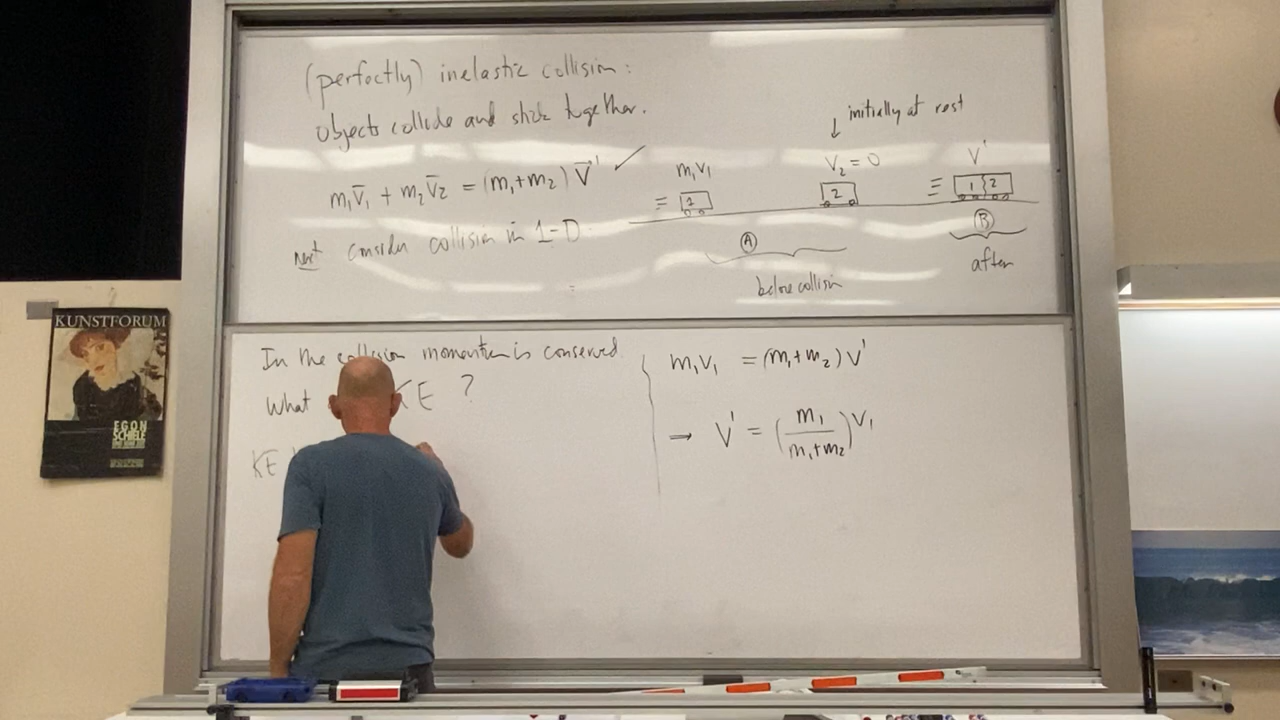 (perfectly) inelastic collision:
objects collide and stick together.
m₁v̄₁ + m₂v̄₂ = (m₁+m₂) v̄' ✓
next consider collision in 1-D
initially at rest
↓
m₁v₁
V₂ = 0
V'
2
1 2
Ⓐ
Ⓑ
before collision
after
In the collision momentum is conserved
What KE ?
KE
m₁v₁ = (m₁+m₂) v'
→ V' = (m₁/(m₁+m₂)) V₁
KUNSTFORUM
EGON
SCHIELE